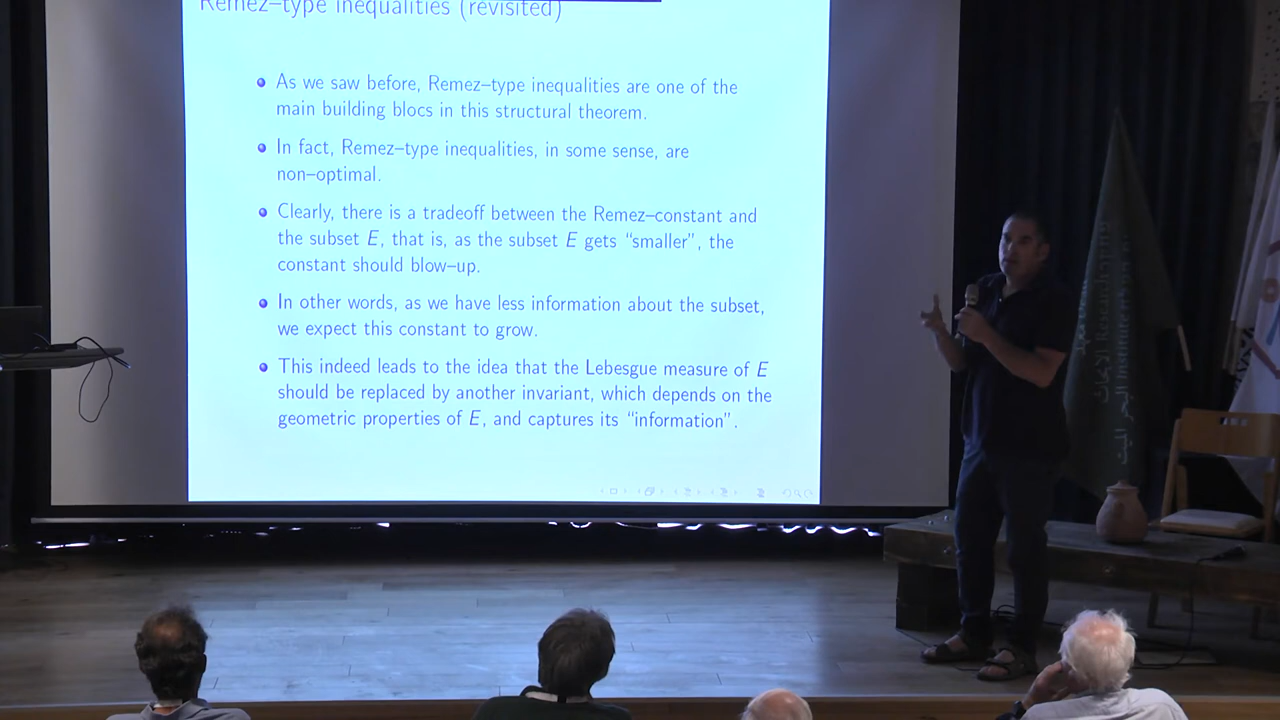 Remez–type inequalities (revisited)
As we saw before, Remez–type inequalities are one of the
main building blocs in this structural theorem.
In fact, Remez–type inequalities, in some sense, are
non–optimal.
Clearly, there is a tradeoff between the Remez–constant and
the subset E, that is, as the subset E gets “smaller”, the
constant should blow–up.
In other words, as we have less information about the subset,
we expect this constant to grow.
This indeed leads to the idea that the Lebesgue measure of E
should be replaced by another invariant, which depends on the
geometric properties of E, and captures its “information”.